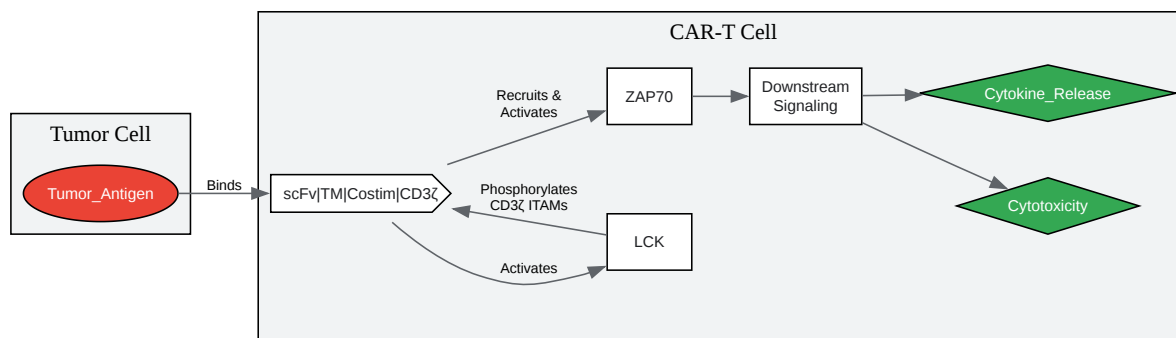 CAR-T Cell
Tumor Cell
Tumor_Antigen
Binds
scFv|TM|Costim|CD3ζ
Recruits &
Activates
ZAP70
Downstream
Signaling
Cytokine_Release
Cytotoxicity
Phosphorylates
CD3ζ ITAMs
LCK
Activates